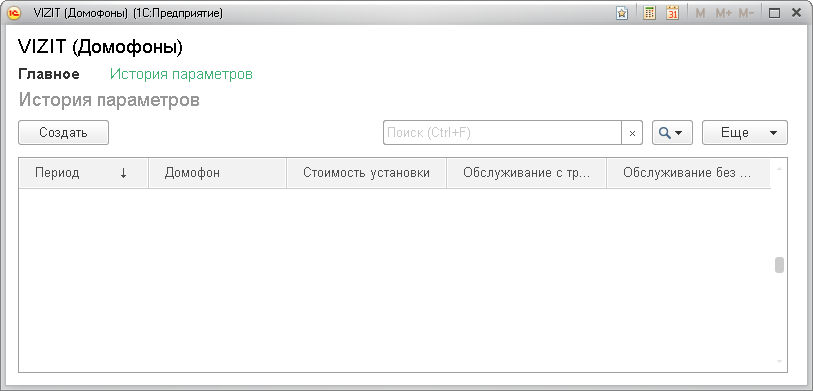 VIZIT (Домофоны) (1С:Предприятие)
31 M M+ M-
VIZIT (Домофоны)
Главное История параметров
История параметров
Создать Поиск (Ctrl+F) × Еще
Период ↓ Домофон Стоимость установки Обслуживание с тр... Обслуживание без ...